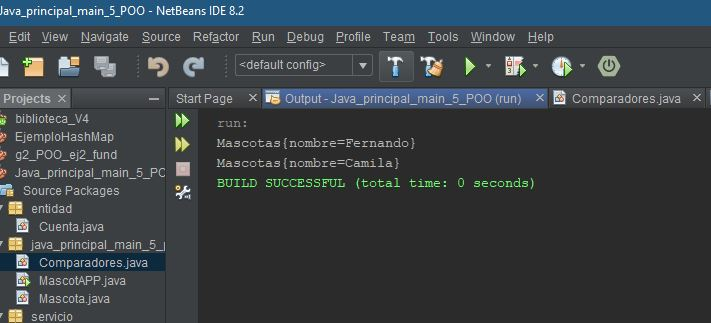 Java_principal_main_5_POO - NetBeans IDE 8.2
Edit View Navigate Source Refactor Run Debug Profile Team Tools Window Help
<default config>
Projects
Start Page
Output - Java_principal_main_5_POO (run)
Comparadores.java
biblioteca_V4
EjemploHashMap
g2_POO_ej2_fund
Java_principal_main_5_PO
Source Packages
entidad
Cuenta.java
java_principal_main_5_p
Comparadores.java
MascotAPP.java
Mascota.java
servicio
run:
Mascotas{nombre=Fernando}
Mascotas{nombre=Camila}
BUILD SUCCESSFUL (total time: 0 seconds)